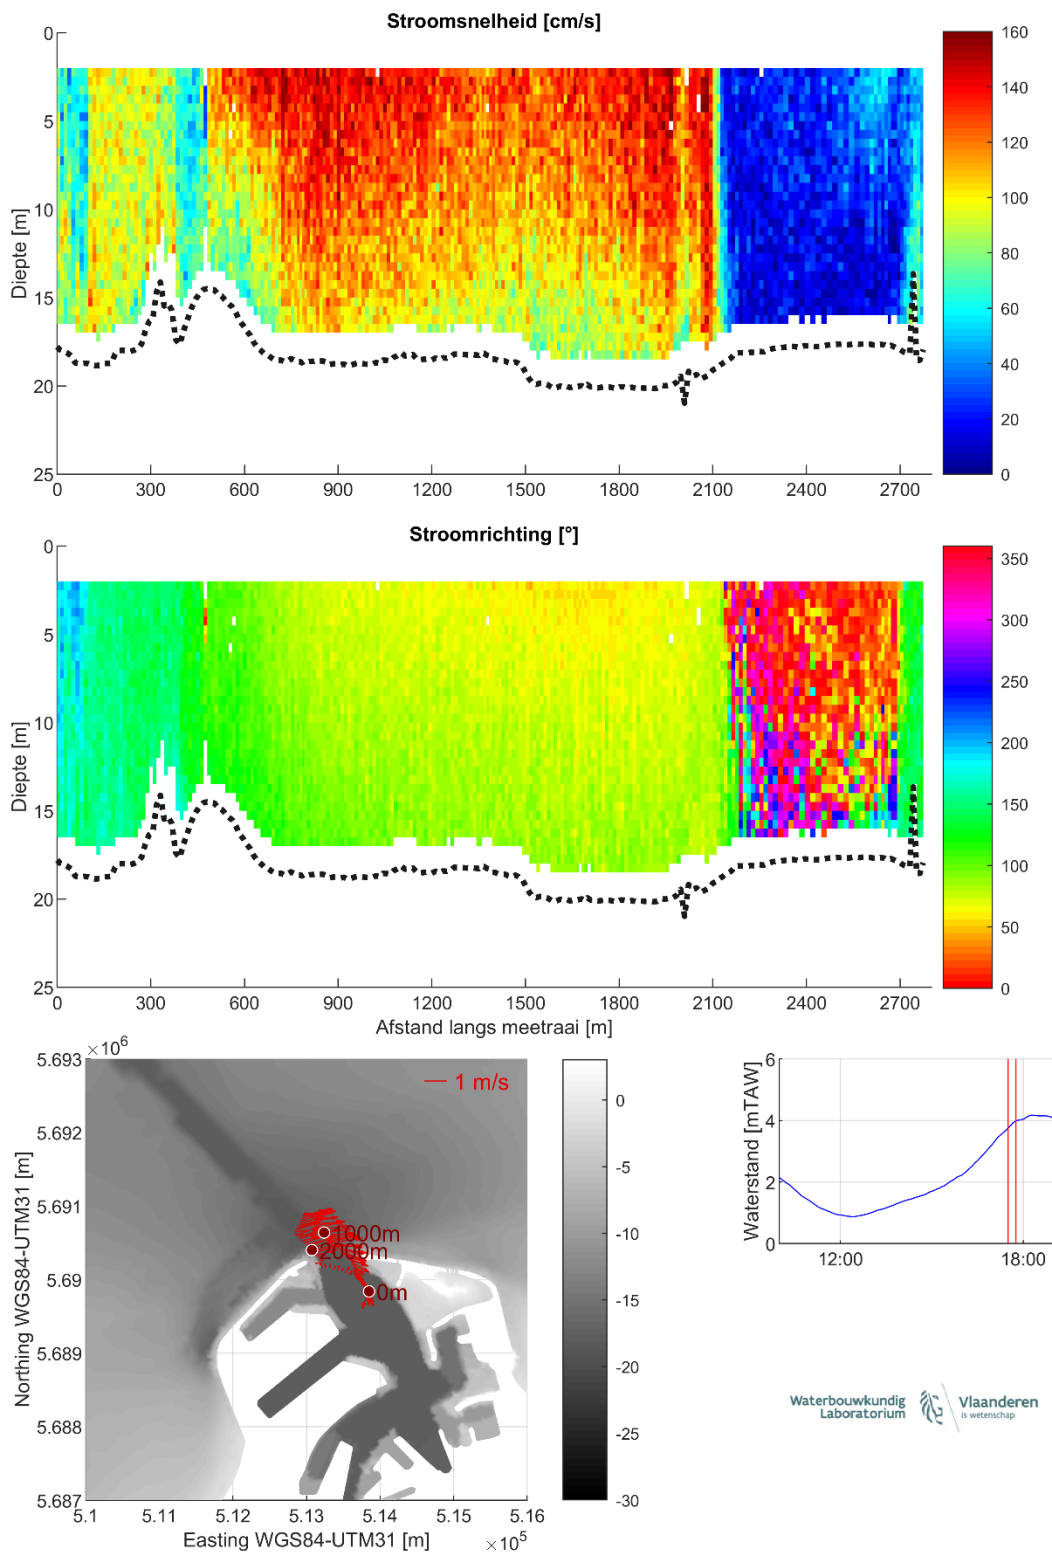 Stroomsnelheid [cm/s]
0
5
10
15
20
25
Diepte [m]
0 300 600 900 1200 1500 1800 2100 2400 2700
160
140
120
100
80
60
40
20
0
Stroomrichting [°]
0
5
10
15
20
25
Diepte [m]
0 300 600 900 1200 1500 1800 2100 2400 2700
Afstand langs meetraai [m]
350
300
250
200
150
100
50
0
×10⁶
5.693
5.692
5.691
5.69
5.689
5.688
5.687
Northing WGS84-UTM31 [m]
1 m/s
1000m
2000m
0m
5.1 5.11 5.12 5.13 5.14 5.15 5.16
Easting WGS84-UTM31 [m]
×10⁵
0
-5
-10
-15
-20
-25
-30
6
4
2
0
Waterstand [mTAW]
12:00 18:00
Waterbouwkundig
Laboratorium
Vlaanderen
is wetenschap